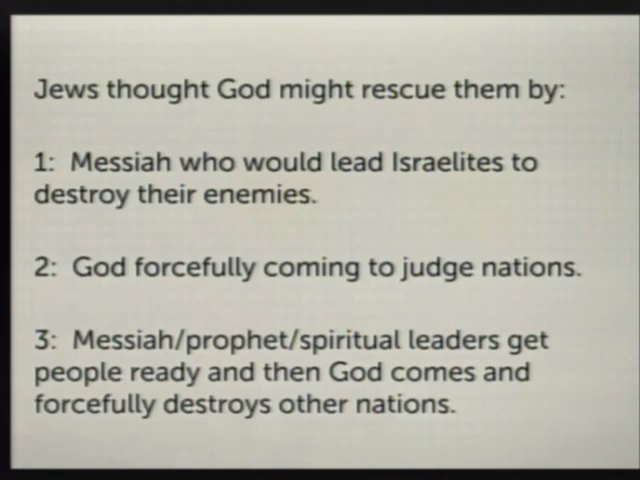 Jews thought God might rescue them by:
1: Messiah who would lead Israelites to
destroy their enemies.
2: God forcefully coming to judge nations.
3: Messiah/prophet/spiritual leaders get
people ready and then God comes and
forcefully destroys other nations.